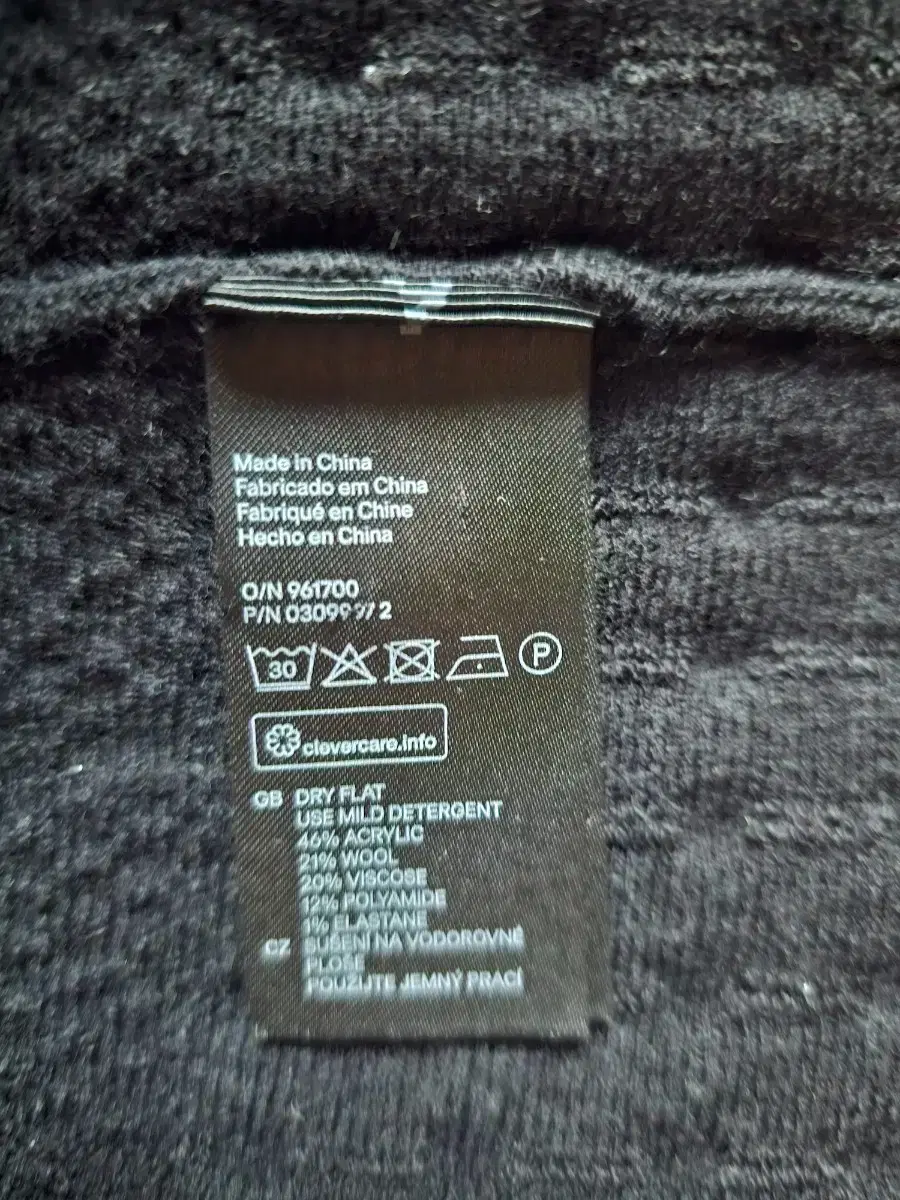 Made in China
Fabricado em China
Fabriqué en Chine
Hecho en China
O/N 961700
P/N
30
P
clevercare.info
GB DRY FLAT
USE MILD DETERGENT
46% ACRYLIC
21% WOOL
20% VISCOSE
12% POLYAMIDE
1% ELASTANE
CZ SUŠENÍ NA VODOROVNÉ
PLOŠE
POUŽIJTE JEMNÝ PRACÍ